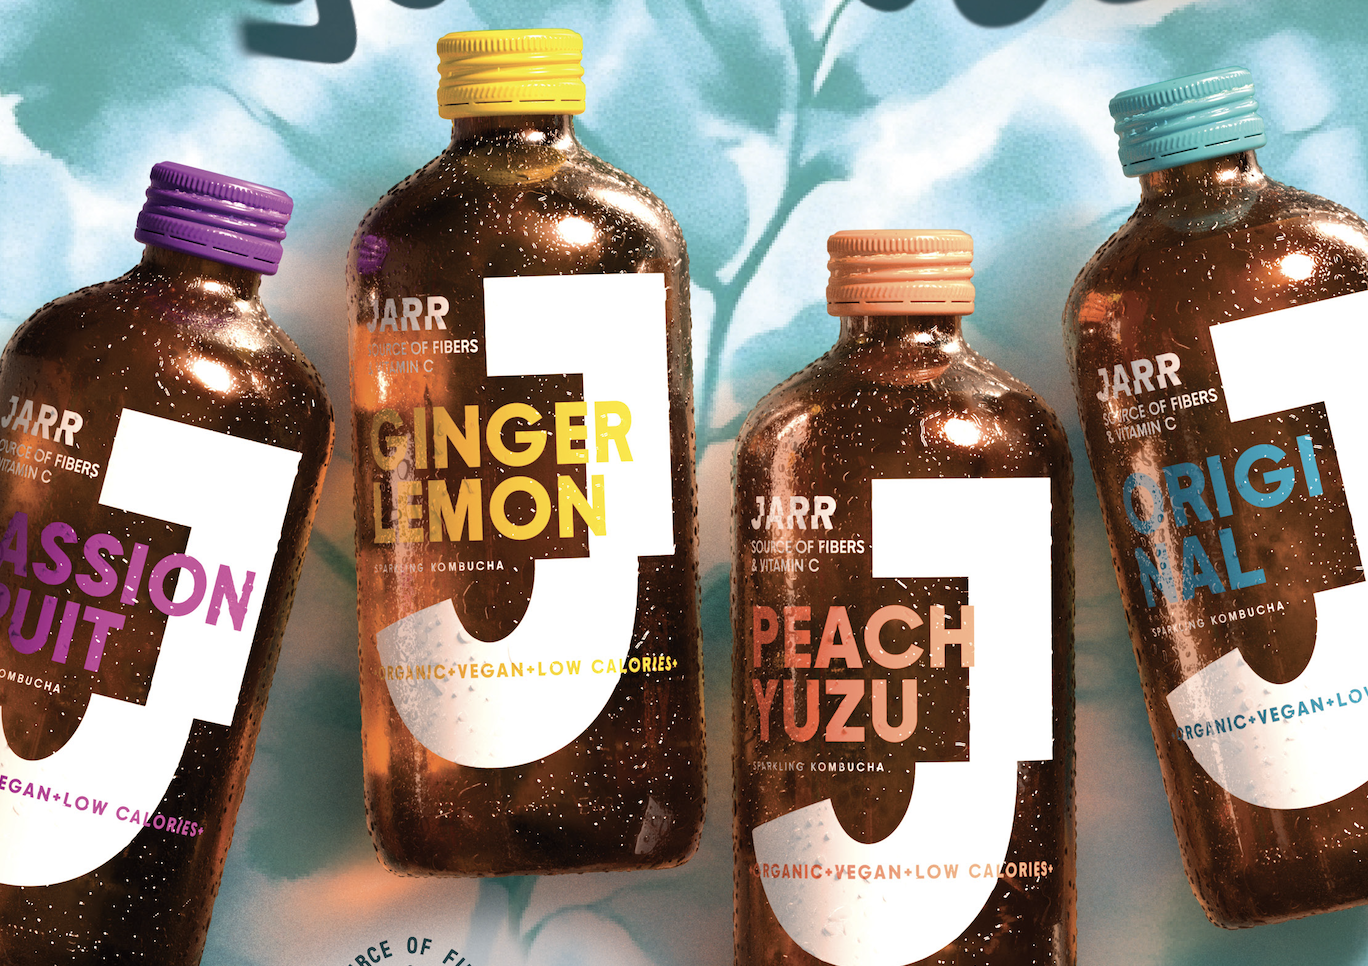 JARR
SOURCE OF FIBERS
& VITAMIN C
GINGER
LEMON
SPARKLING KOMBUCHA
ORGANIC+VEGAN+LOW CALORIES+
J
JARR
OURCE OF FIBERS
VITAMIN C
ASSION
RUIT
OMBUCHA
EGAN+LOW CALORIES+
J
JARR
SOURCE OF FIBERS
& VITAMIN C
PEACH
YUZU
SPARKLING KOMBUCHA
ORGANIC+VEGAN+LOW CALORIES+
J
JARR
SOURCE OF FIBERS
& VITAMIN C
ORIGI
NAL
SPARKLING KOMBUCHA
ORGANIC+VEGAN+LOW
J
RCE OF FI